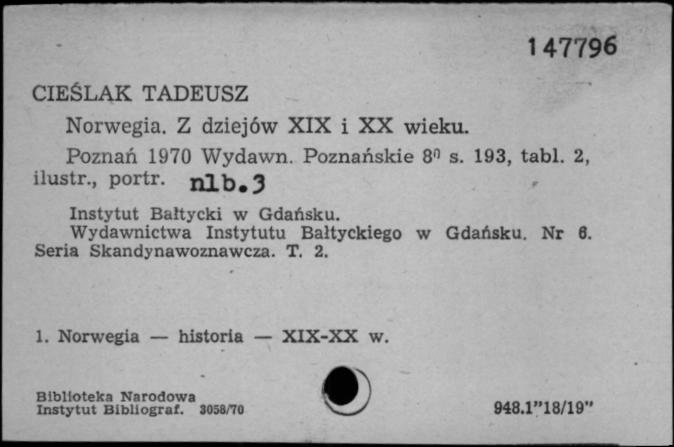 147796
CIEŚLAK TADEUSZ
Norwegia. Z dziejów XIX i XX wieku.
Poznań 1970 Wydawn. Poznańskie 8⁰ s. 193, tabl. 2,
ilustr., portr. nlb.3
Instytut Bałtycki w Gdańsku.
Wydawnictwa Instytutu Bałtyckiego w Gdańsku. Nr 6.
Seria Skandynawoznawcza. T. 2.
1. Norwegia — historia — XIX-XX w.
Biblioteka Narodowa
Instytut Bibliograf. 3058/70
948.1"18/19"